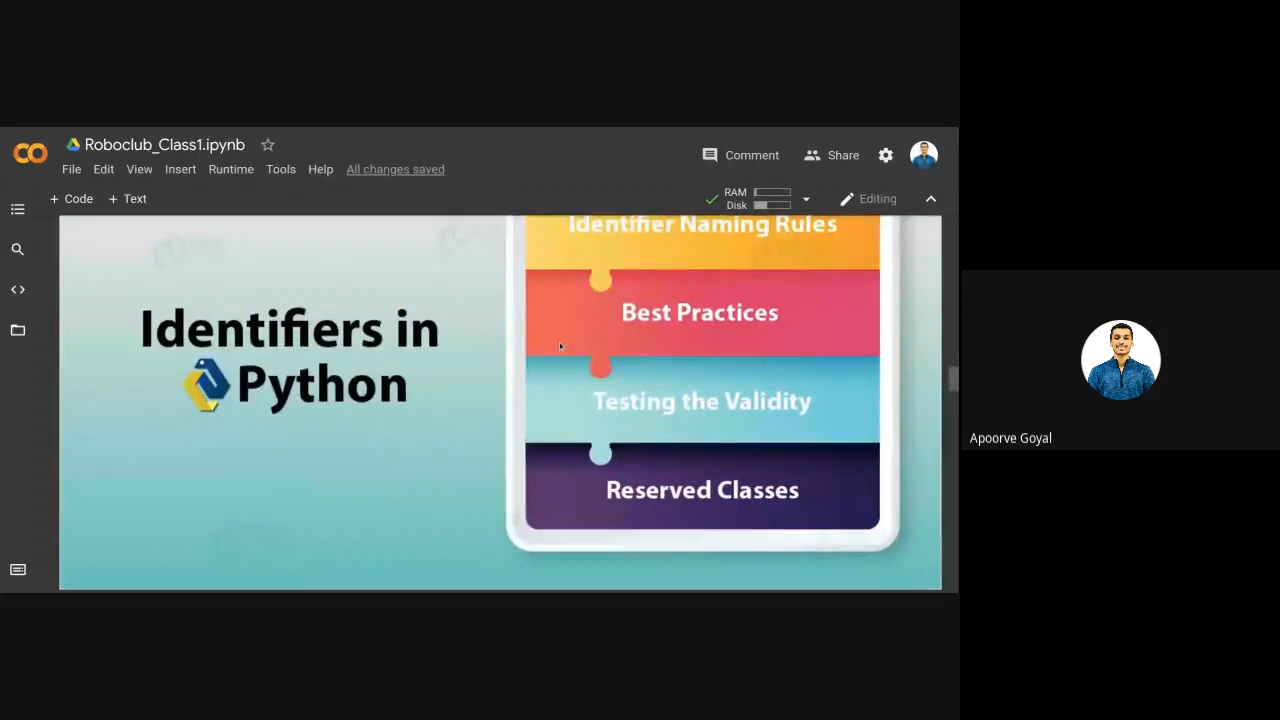 Roboclub_Class1.ipynb
Comment
Share
File Edit View Insert Runtime Tools Help All changes saved
+ Code + Text
RAM
Disk
Editing
Identifier Naming Rules
Best Practices
Identifiers in
Python
Testing the Validity
Reserved Classes
Apoorve Goyal